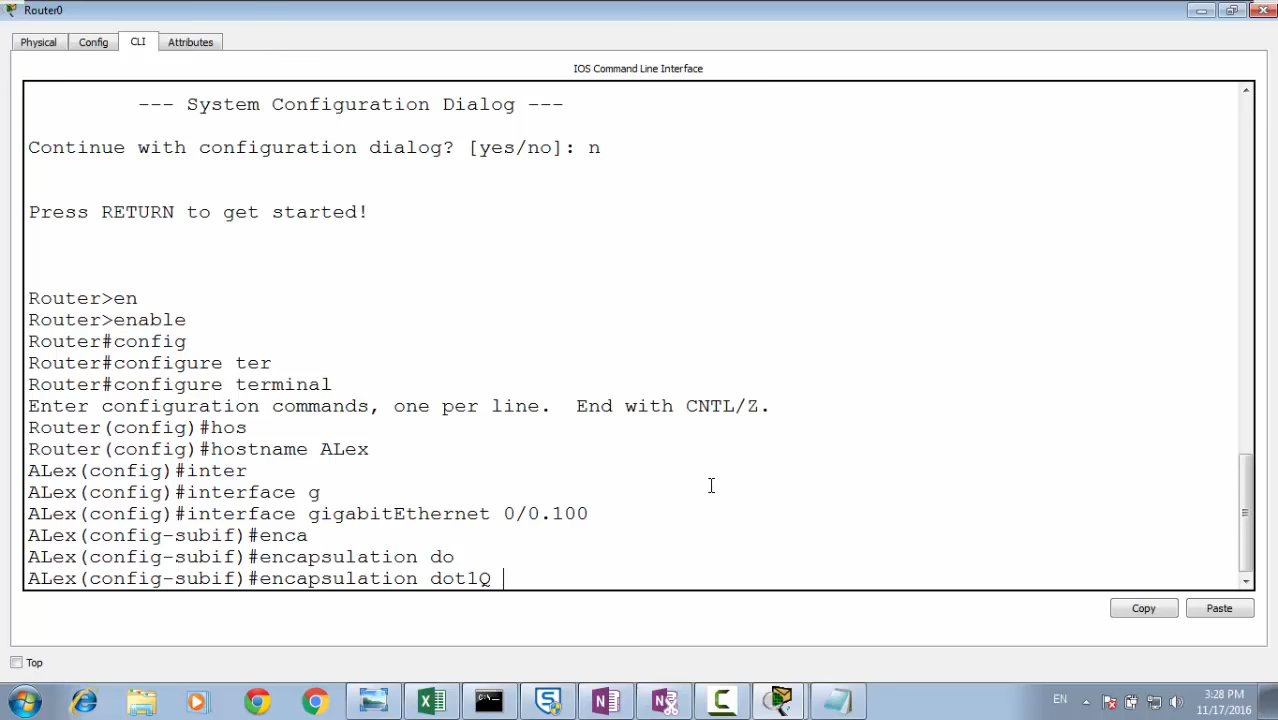 Router0
Physical Config CLI Attributes
IOS Command Line Interface
--- System Configuration Dialog ---
Continue with configuration dialog? [yes/no]: n
Press RETURN to get started!
Router>en
Router>enable
Router#config
Router#configure ter
Router#configure terminal
Enter configuration commands, one per line.  End with CNTL/Z.
Router(config)#hos
Router(config)#hostname ALex
ALex(config)#inter
ALex(config)#interface g
ALex(config)#interface gigabitEthernet 0/0.100
ALex(config-subif)#enca
ALex(config-subif)#encapsulation do
ALex(config-subif)#encapsulation dot1Q
Copy Paste
Top
EN 3:28 PM
11/17/2016